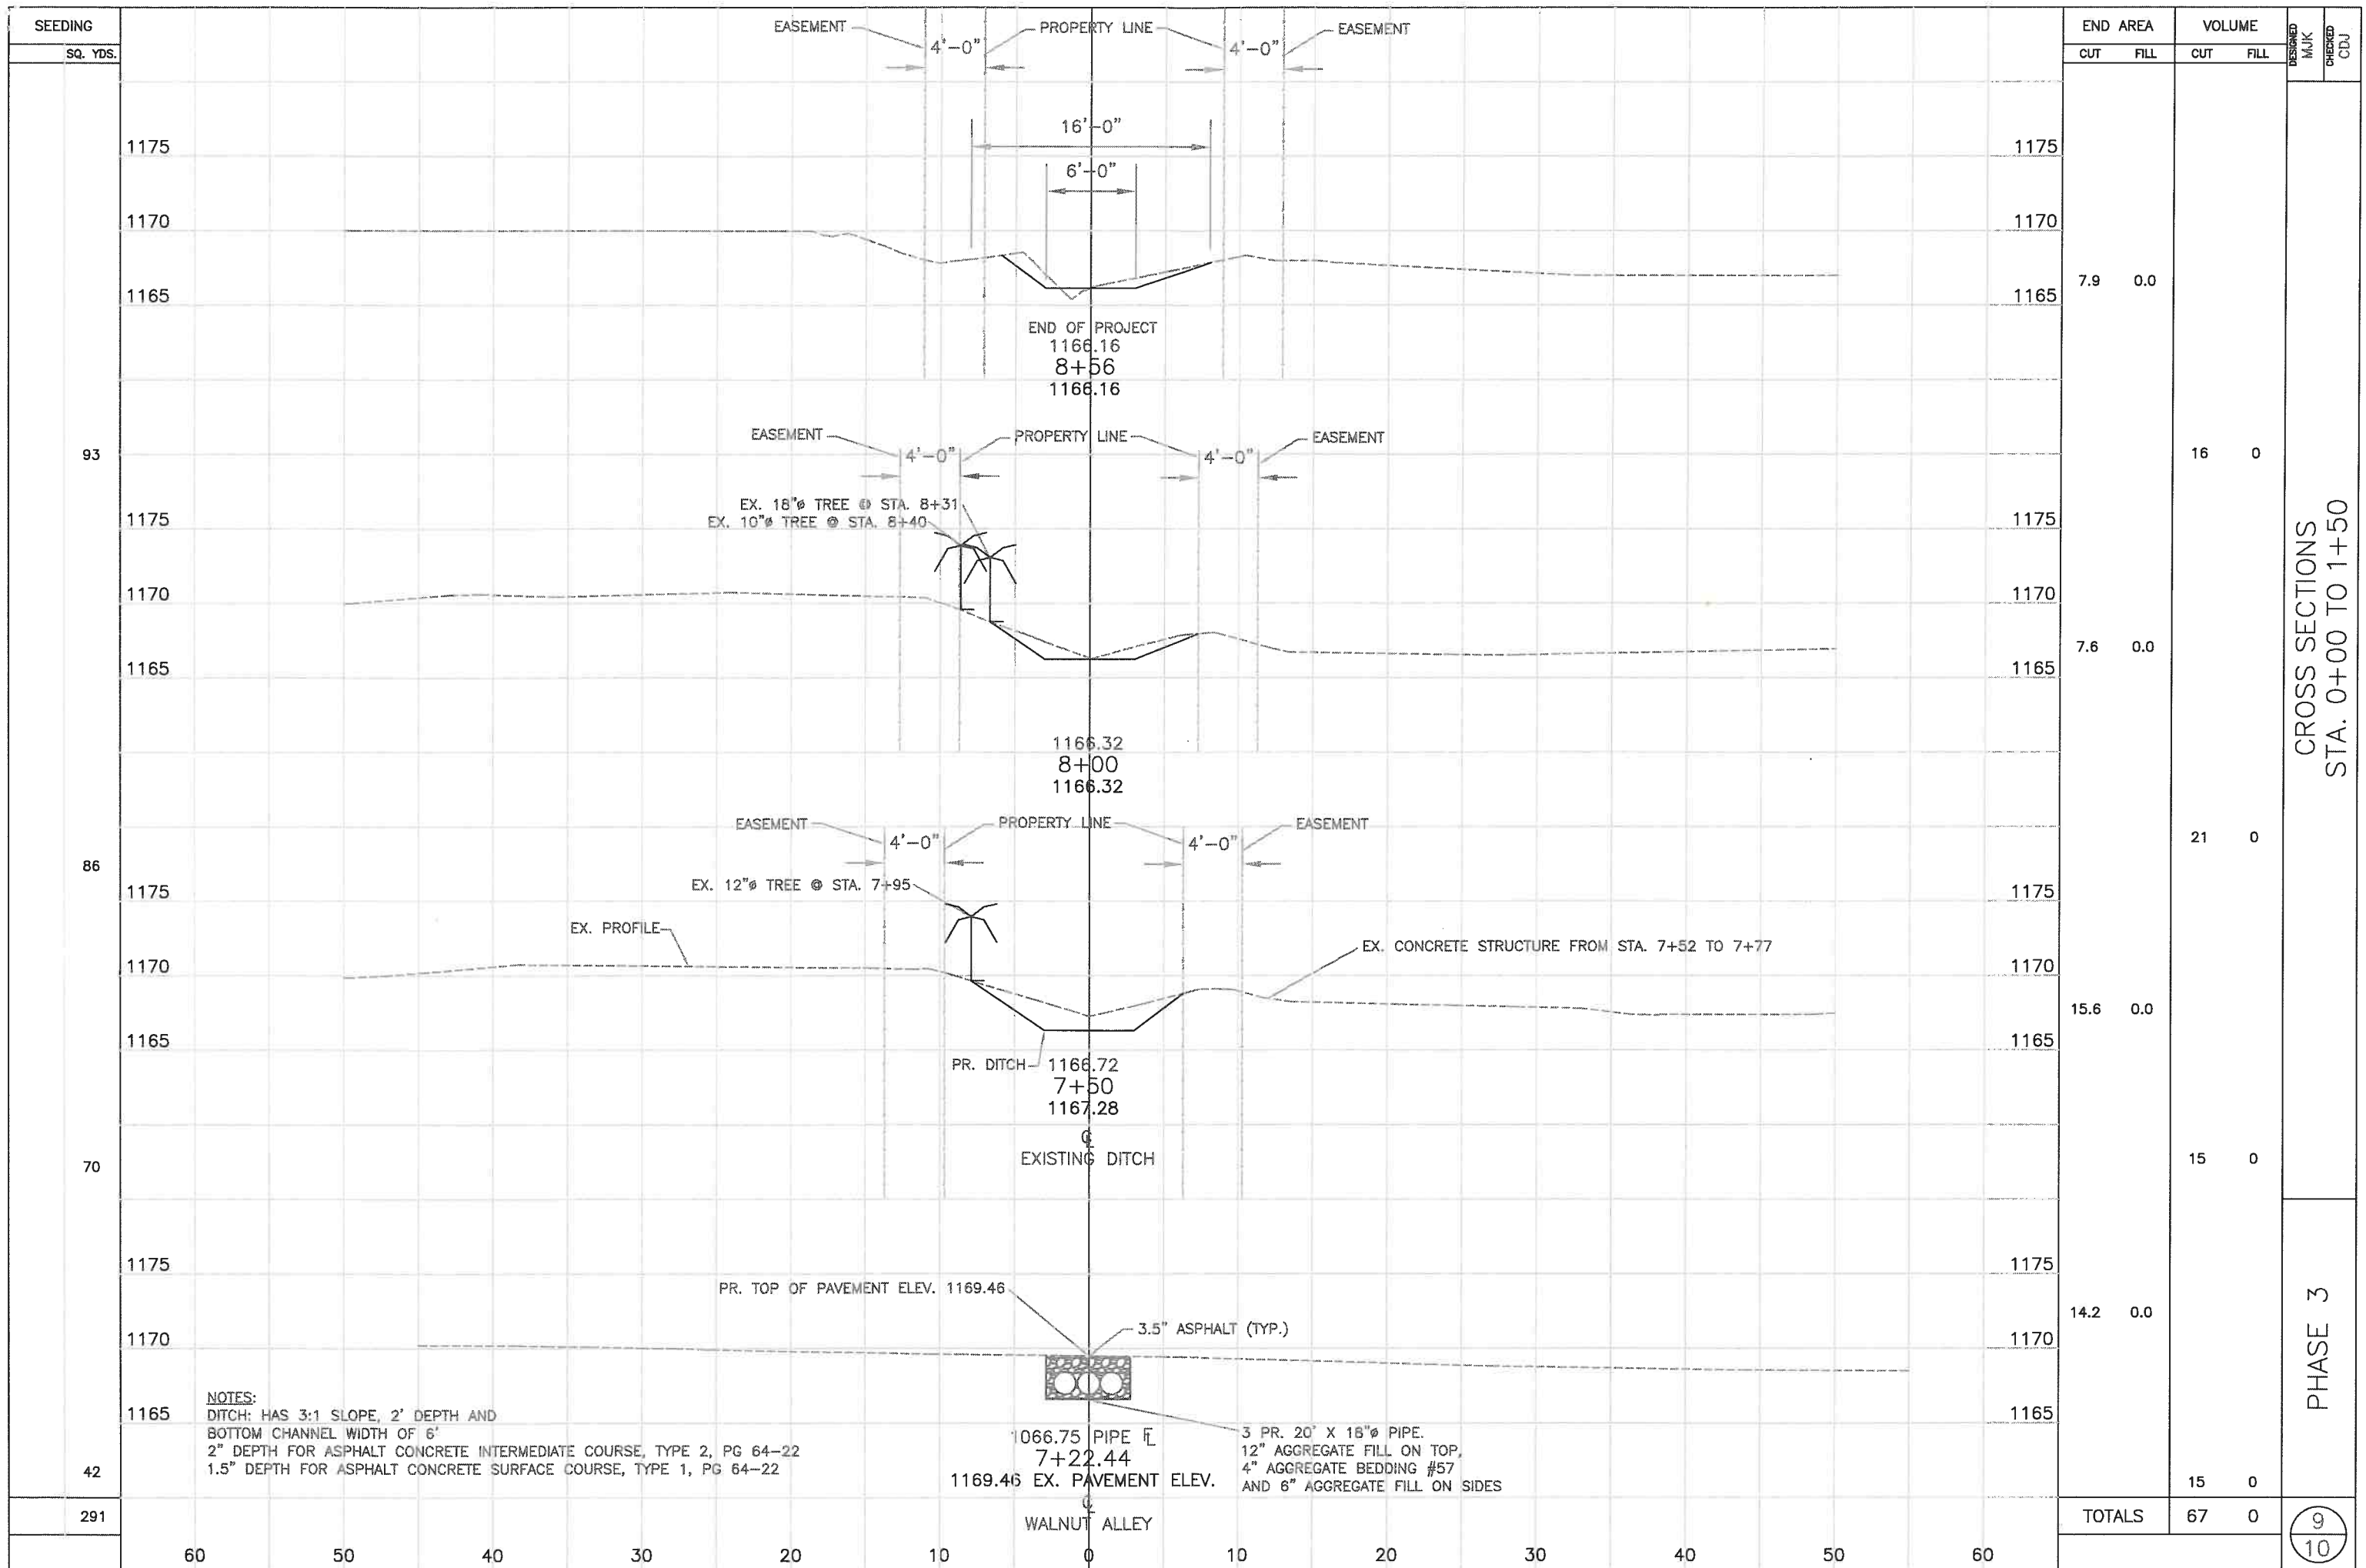 SEEDING
SQ. YDS.
93
86
70
42
291
EASEMENT
4'-0"
PROPERTY LINE
4'-0"
EASEMENT
16'-0"
6'-0"
1175
1175
1170
1170
1165
1165
END OF PROJECT
1166.16
8+56
1166.16
EASEMENT
4'-0"
PROPERTY LINE
4'-0"
EASEMENT
EX. 18"ø TREE @ STA. 8+31
EX. 10"ø TREE @ STA. 8+40
1175
1175
1170
1170
1165
1165
1166.32
8+00
1166.32
EASEMENT
4'-0"
PROPERTY LINE
4'-0"
EASEMENT
EX. 12"ø TREE @ STA. 7+95
1175
1175
EX. PROFILE
EX. CONCRETE STRUCTURE FROM STA. 7+52 TO 7+77
1170
1170
1165
1165
PR. DITCH
1166.72
7+50
1167.28
℄
EXISTING DITCH
1175
1175
PR. TOP OF PAVEMENT ELEV. 1169.46
3.5" ASPHALT (TYP.)
1170
1170
1165
1165
NOTES:
DITCH: HAS 3:1 SLOPE, 2' DEPTH AND
BOTTOM CHANNEL WIDTH OF 6'
2" DEPTH FOR ASPHALT CONCRETE INTERMEDIATE COURSE, TYPE 2, PG 64-22
1.5" DEPTH FOR ASPHALT CONCRETE SURFACE COURSE, TYPE 1, PG 64-22
1066.75 PIPE FL
7+22.44
1169.46 EX. PAVEMENT ELEV.
℄
WALNUT ALLEY
3 PR. 20' X 18"ø PIPE.
12" AGGREGATE FILL ON TOP,
4" AGGREGATE BEDDING #57
AND 6" AGGREGATE FILL ON SIDES
60 50 40 30 20 10 0 10 20 30 40 50 60
END AREA
CUT FILL
7.9 0.0
7.6 0.0
15.6 0.0
14.2 0.0
VOLUME
CUT FILL
16 0
21 0
15 0
15 0
TOTALS 67 0
DESIGNED
MJK
CHECKED
CDJ
CROSS SECTIONS
STA. 0+00 TO 1+50
PHASE 3
9
10